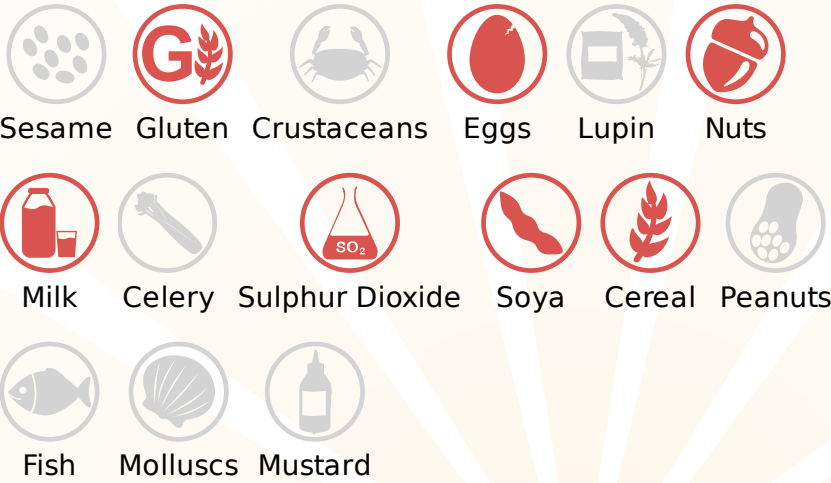 G
Sesame Gluten Crustaceans Eggs Lupin Nuts
SO₂
Milk Celery Sulphur Dioxide Soya Cereal Peanuts
Fish Molluscs Mustard